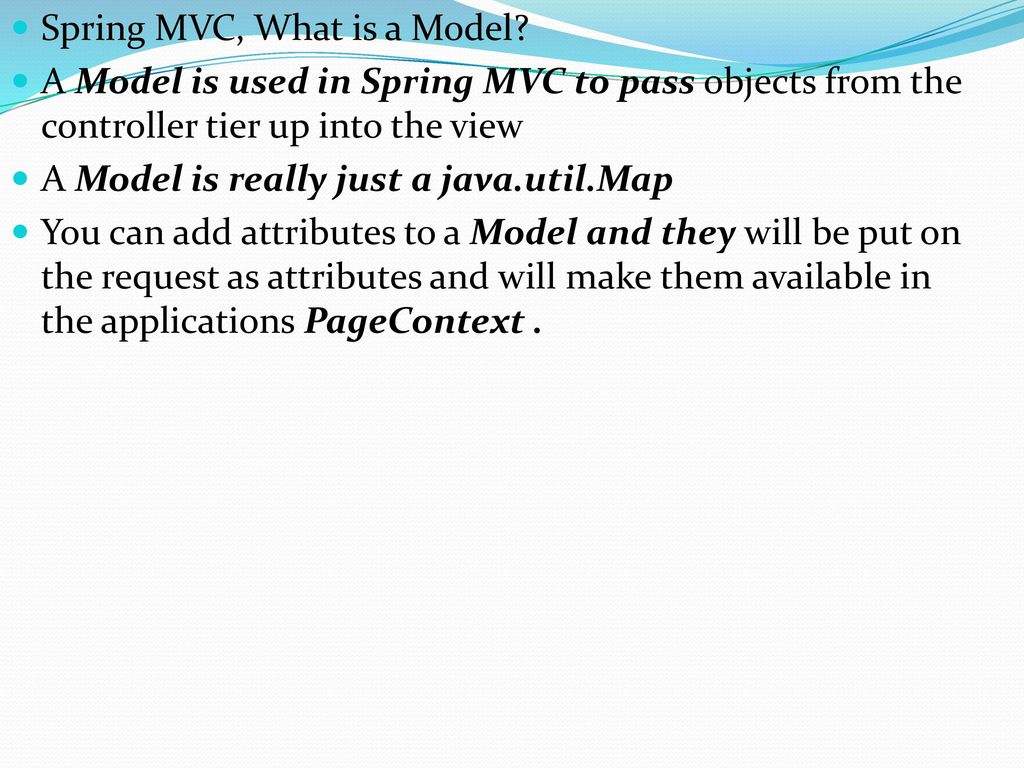 Spring MVC, What is a Model?
A Model is used in Spring MVC to pass objects from the
controller tier up into the view
A Model is really just a java.util.Map
You can add attributes to a Model and they will be put on
the request as attributes and will make them available in
the applications PageContext .